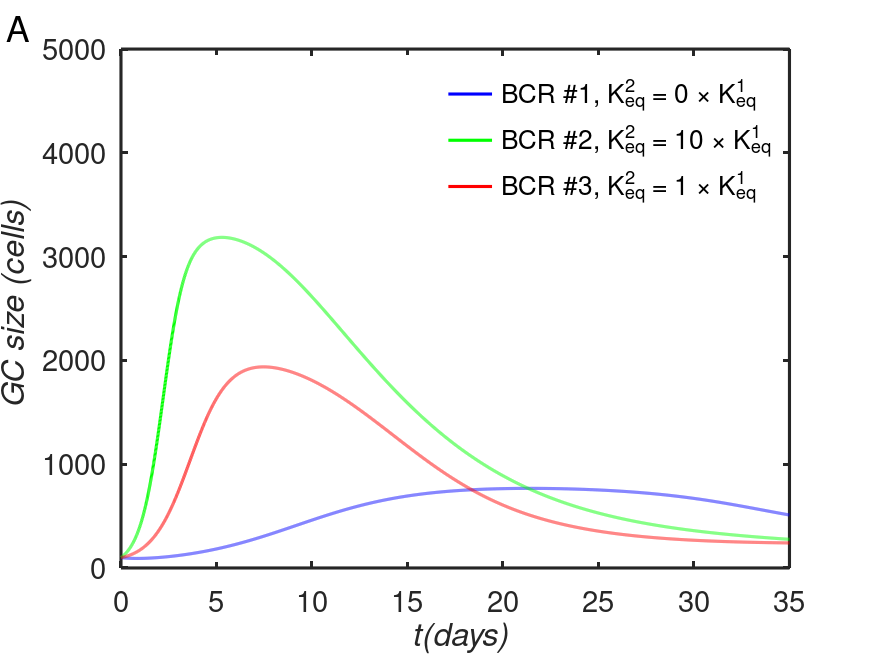 A
5000
4000
3000
2000
1000
0
GC size (cells)
BCR #1, K²eq = 0 × K¹eq
BCR #2, K²eq = 10 × K¹eq
BCR #3, K²eq = 1 × K¹eq
0 5 10 15 20 25 30 35
t(days)